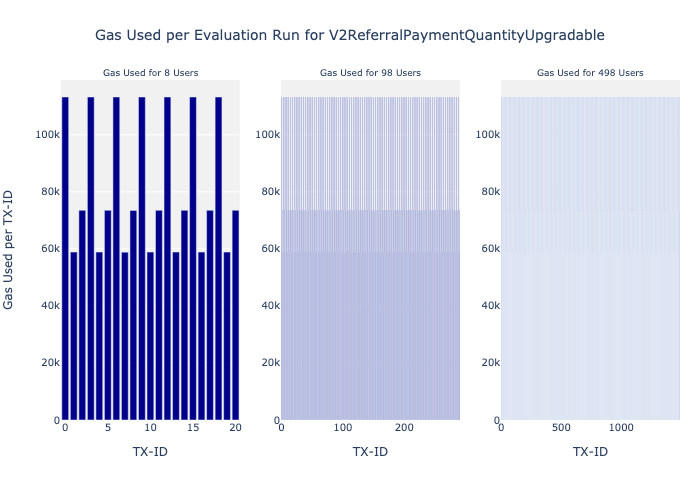 Gas Used per Evaluation Run for V2ReferralPaymentQuantityUpgradable
Gas Used for 8 Users
Gas Used for 98 Users
Gas Used for 498 Users
Gas Used per TX-ID
100k
80k
60k
40k
20k
0
0 5 10 15 20
TX-ID
100k
80k
60k
40k
20k
0
0 100 200
TX-ID
100k
80k
60k
40k
20k
0
0 500 1000
TX-ID